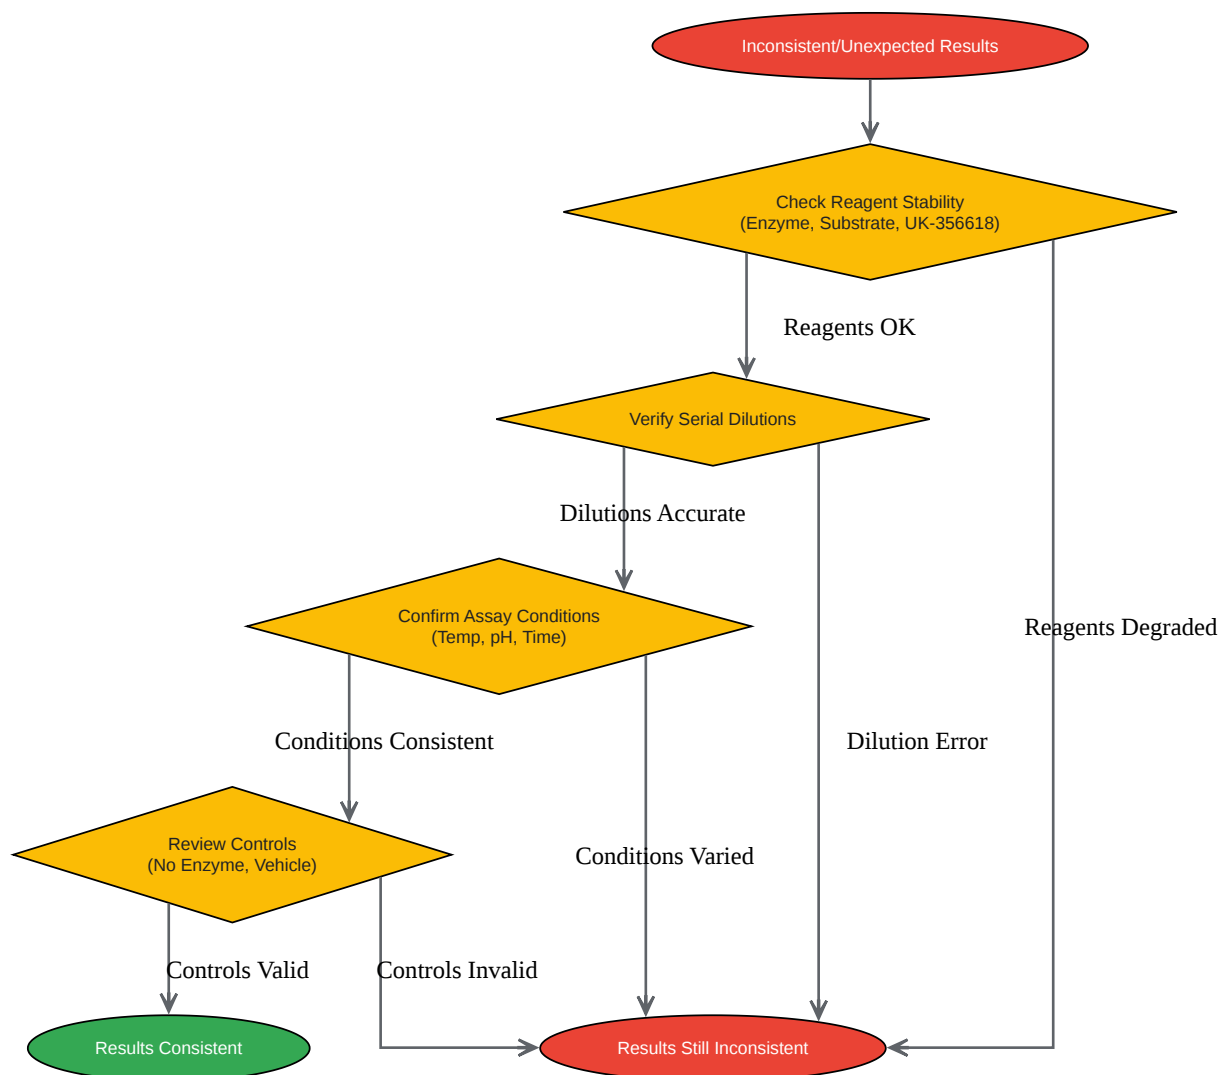 Inconsistent/Unexpected Results
Check Reagent Stability
(Enzyme, Substrate, UK-356618)
Reagents OK
Verify Serial Dilutions
Dilutions Accurate
Confirm Assay Conditions
(Temp, pH, Time)
Reagents Degraded
Conditions Consistent
Dilution Error
Review Controls
(No Enzyme, Vehicle)
Conditions Varied
Controls Valid
Controls Invalid
Results Consistent
Results Still Inconsistent